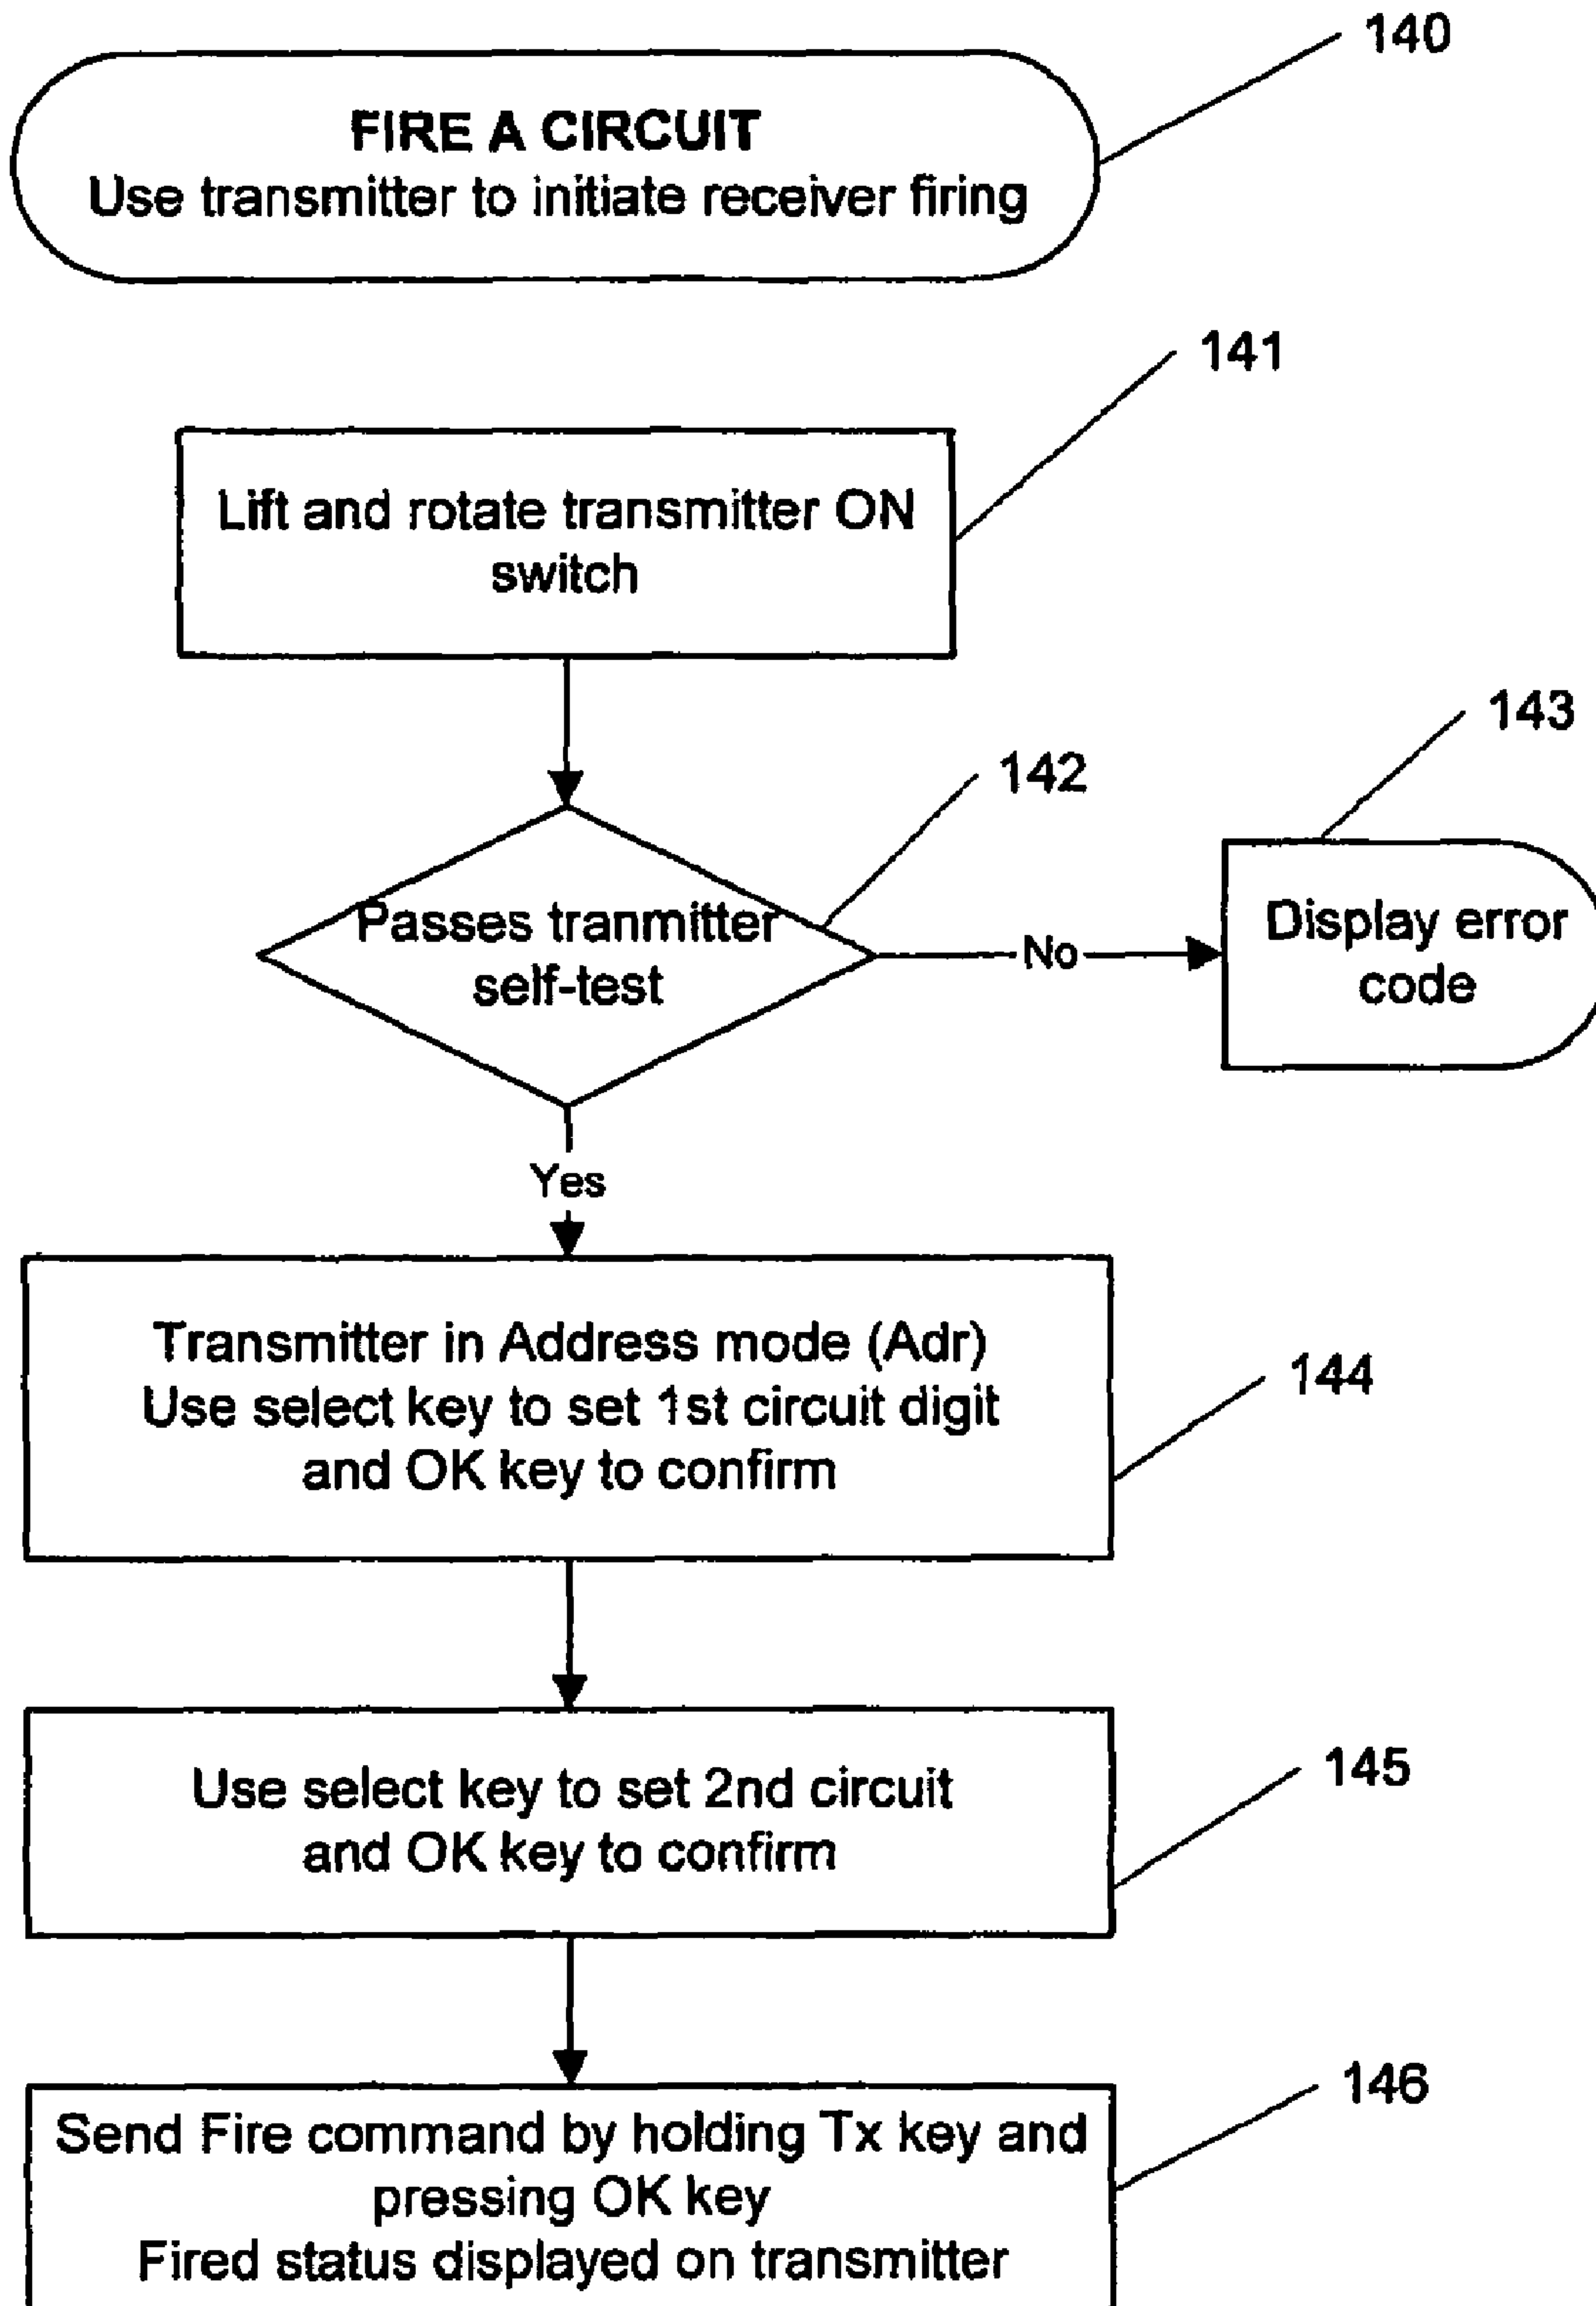 140
FIRE A CIRCUIT
Use transmitter to initiate receiver firing
141
Lift and rotate transmitter ON
switch
142
143
Passes tranmitter
self-test
No
Display error
code
Yes
Transmitter in Address mode (Adr)
Use select key to set 1st circuit digit
and OK key to confirm
144
Use select key to set 2nd circuit
and OK key to confirm
145
Send Fire command by holding Tx key and
pressing OK key
Fired status displayed on transmitter
146